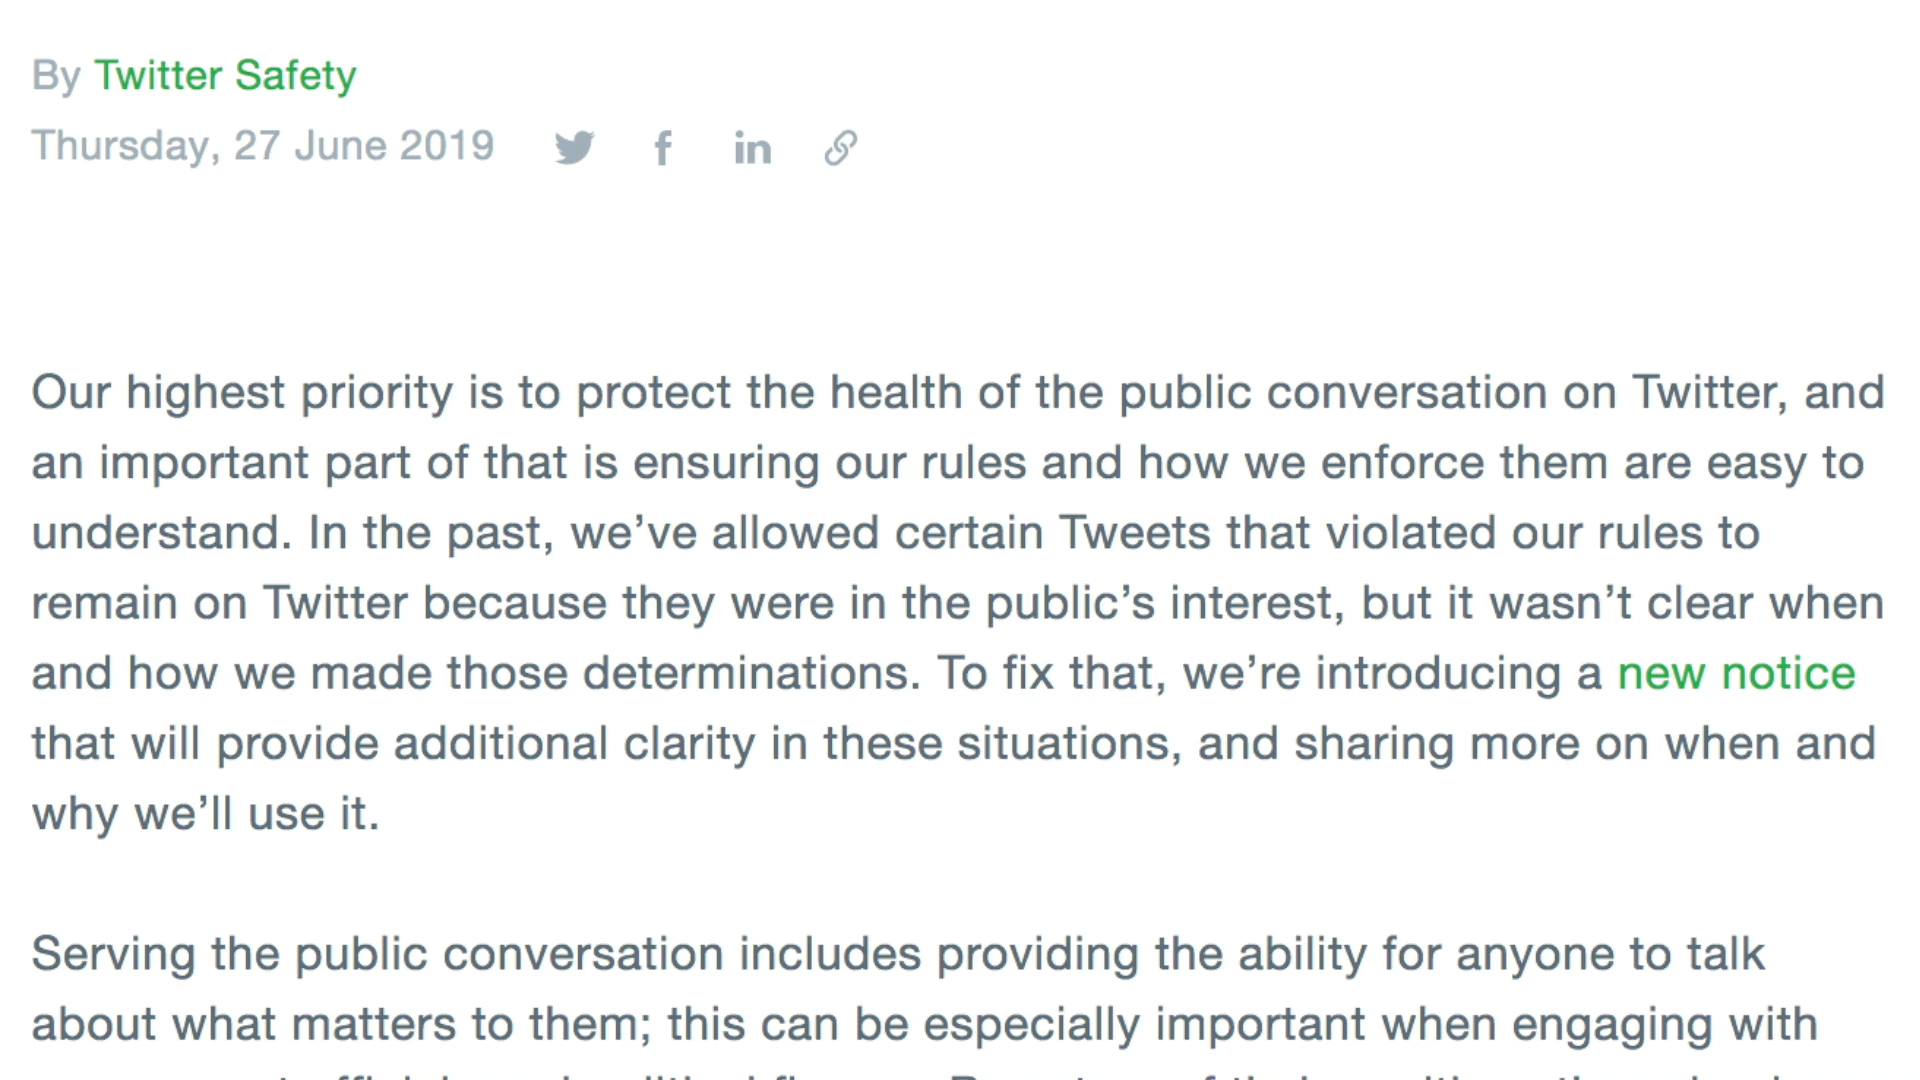 By Twitter Safety
Thursday, 27 June 2019
Our highest priority is to protect the health of the public conversation on Twitter, and
an important part of that is ensuring our rules and how we enforce them are easy to
understand. In the past, we’ve allowed certain Tweets that violated our rules to
remain on Twitter because they were in the public’s interest, but it wasn’t clear when
and how we made those determinations. To fix that, we’re introducing a new notice
that will provide additional clarity in these situations, and sharing more on when and
why we’ll use it.
Serving the public conversation includes providing the ability for anyone to talk
about what matters to them; this can be especially important when engaging with